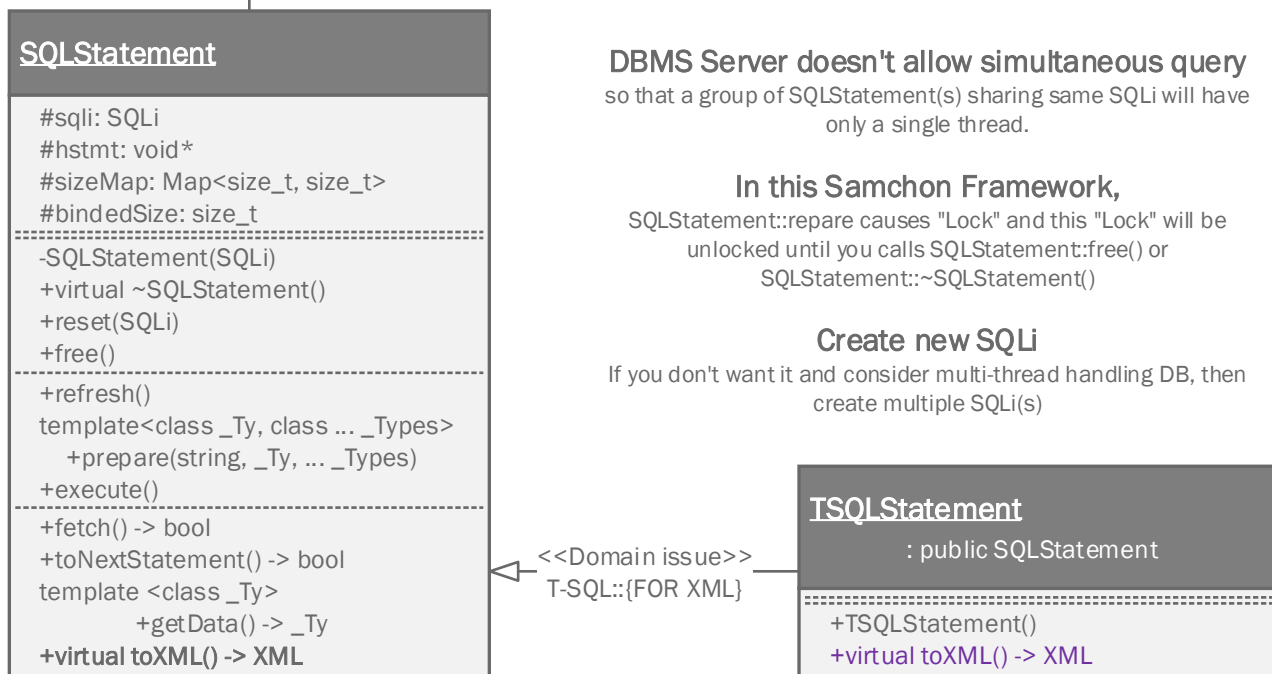 SQLStatement
#sqli: SQLi
#hstmt: void*
#sizeMap: Map<size_t, size_t>
#bindedSize: size_t
-SQLStatement(SQLi)
+virtual ~SQLStatement()
+reset(SQLi)
+free()
+refresh()
template<class _Ty, class ... _Types>
+prepare(string, _Ty, ... _Types)
+execute()
+fetch() -> bool
+toNextStatement() -> bool
template <class _Ty>
+getData() -> _Ty
+virtual toXML() -> XML
DBMS Server doesn't allow simultaneous query
so that a group of SQLStatement(s) sharing same SQLi will have
only a single thread.
In this Samchon Framework,
SQLStatement::repare causes "Lock" and this "Lock" will be
unlocked until you calls SQLStatement::free() or
SQLStatement::~SQLStatement()
Create new SQLi
If you don't want it and consider multi-thread handling DB, then
create multiple SQLi(s)
<<Domain issue>>
T-SQL::{FOR XML}
TSQLStatement
: public SQLStatement
+TSQLStatement()
+virtual toXML() -> XML